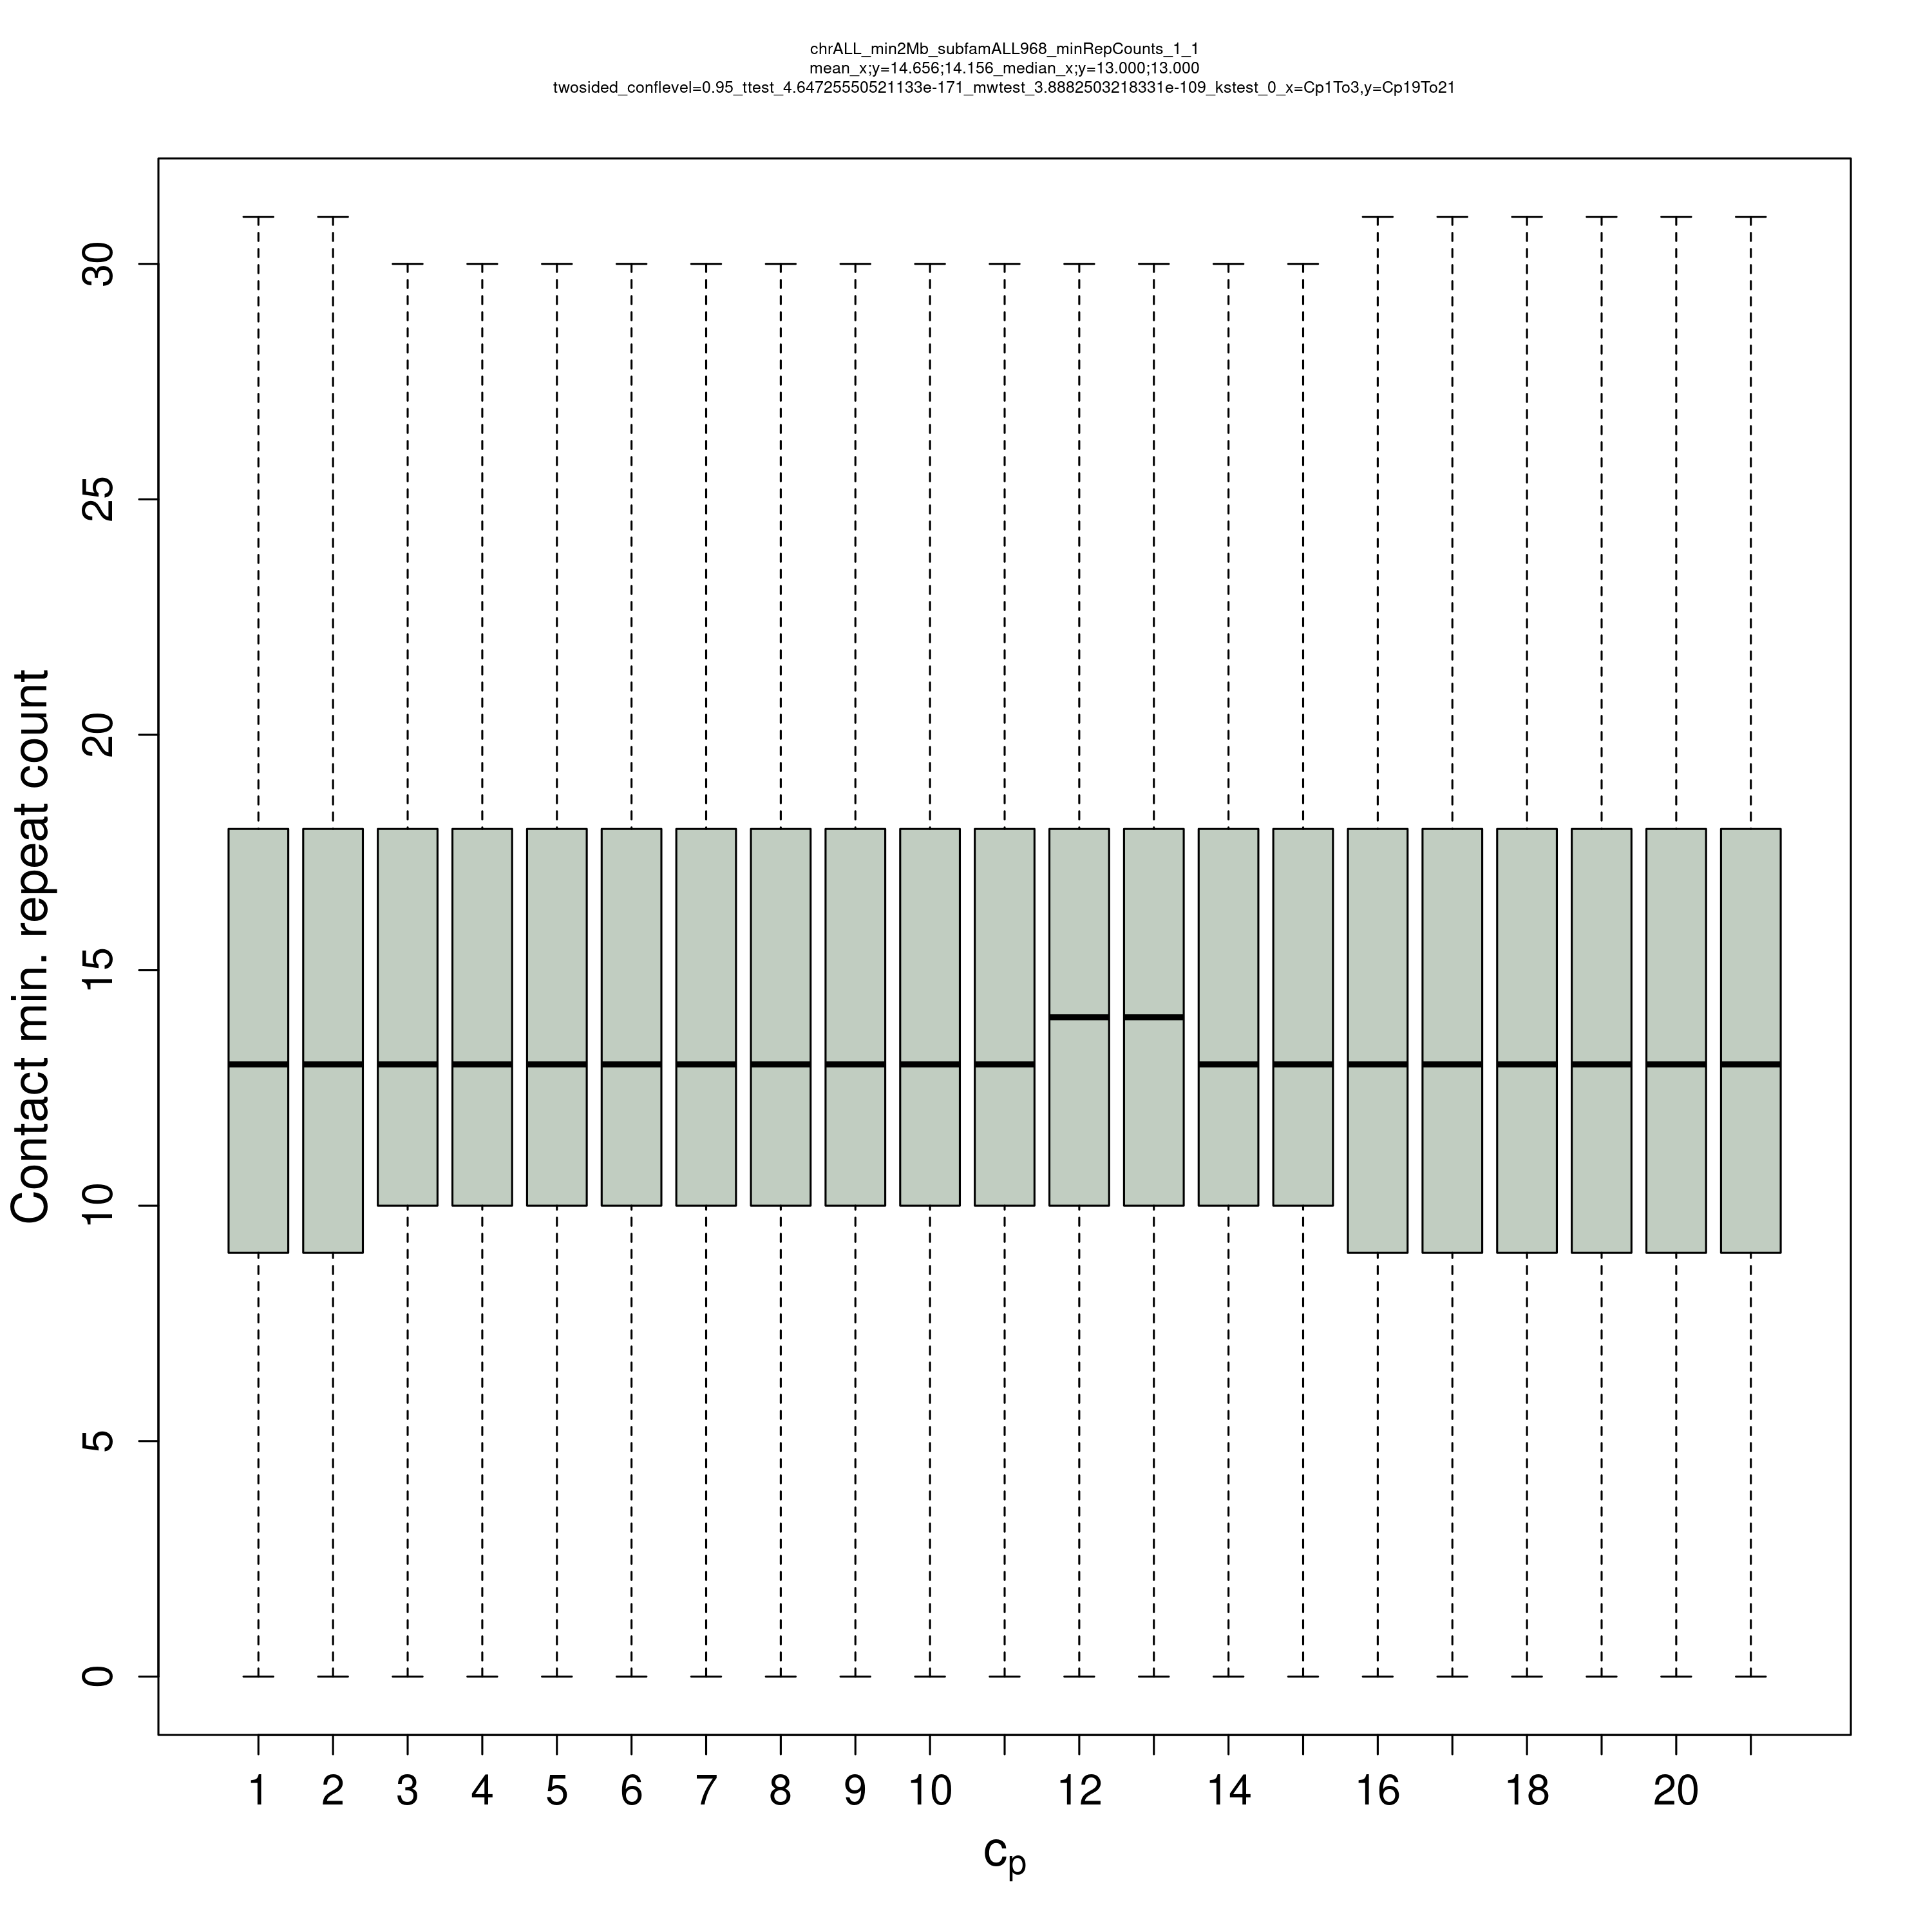 chrALL_min2Mb_subfamALL968_minRepCounts_1_1
mean_x;y=14.656;14.156_median_x;y=13.000;13.000
twosided_conflevel=0.95_ttest_4.64725550521133e-171_mwtest_3.8882503218331e-109_kstest_0_x=Cp1To3,y=Cp19To21
Contact min. repeat count
30
25
20
15
10
5
0
1 2 3 4 5 6 7 8 9 10 12 14 16 18 20
cp